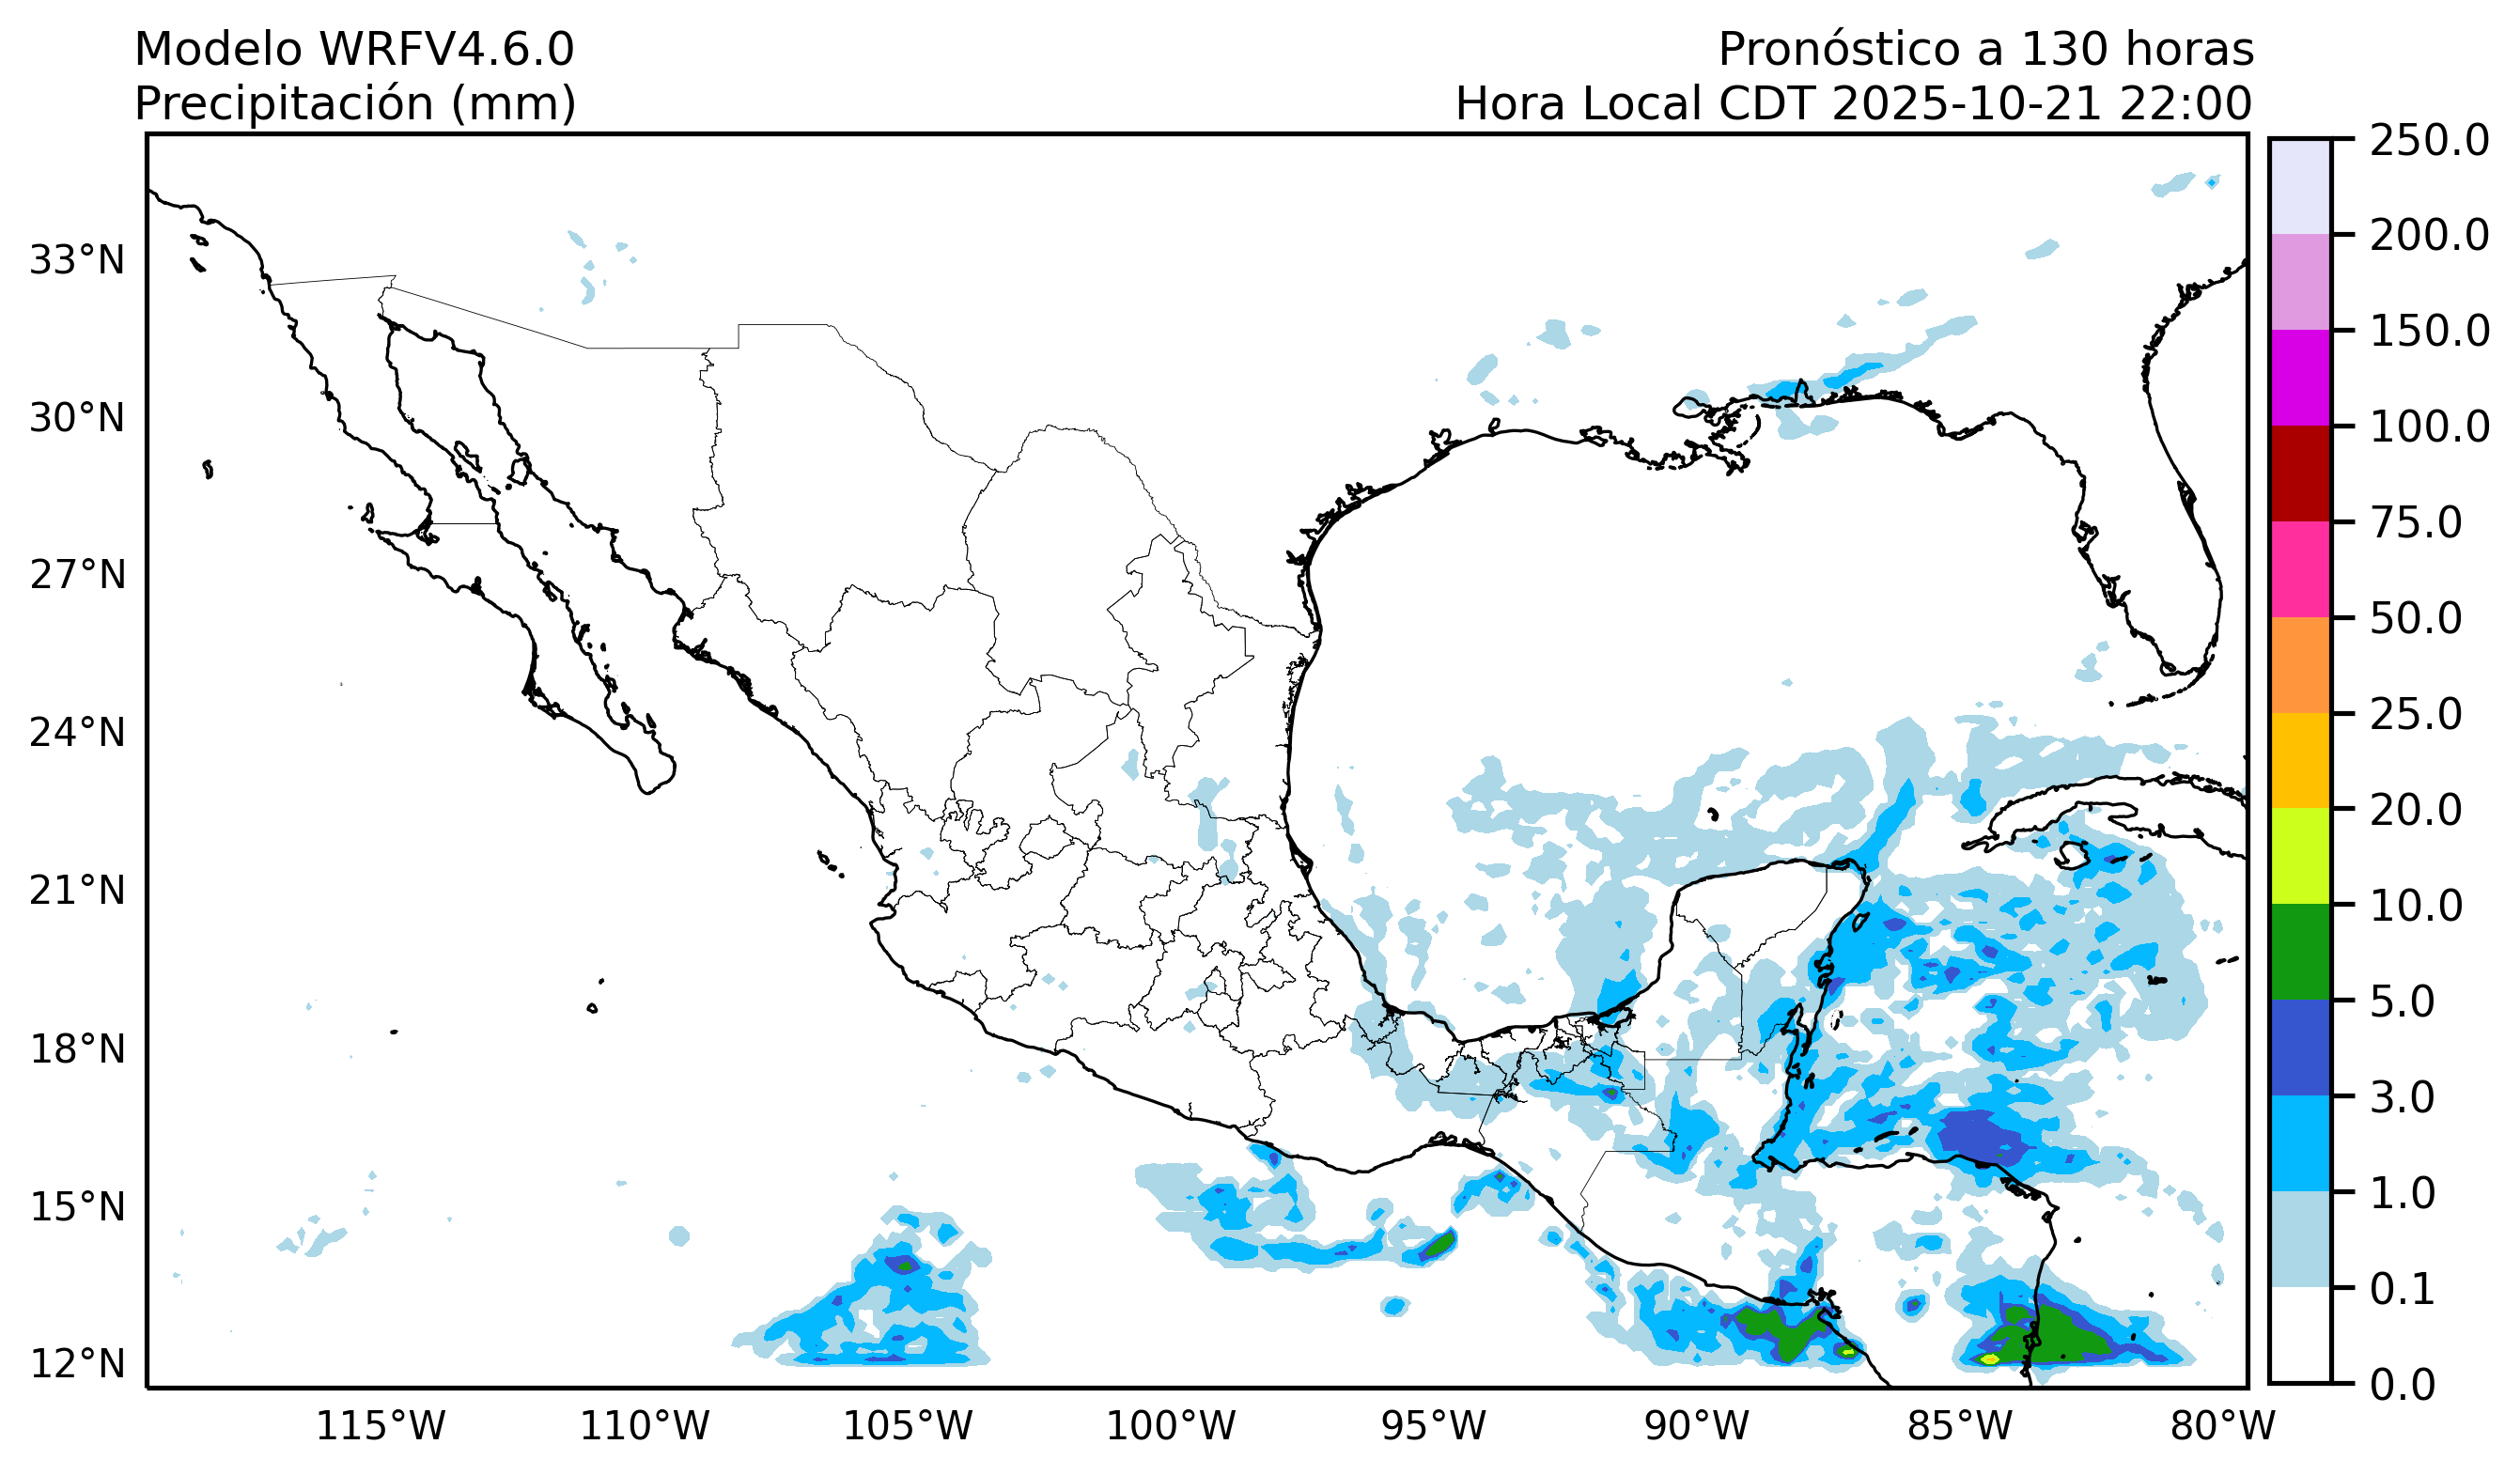 Modelo WRFV4.6.0
Precipitación (mm)
Pronóstico a 130 horas
Hora Local CDT 2025-10-21 22:00
33°N
30°N
27°N
24°N
21°N
18°N
15°N
12°N
115°W
110°W
105°W
100°W
95°W
90°W
85°W
80°W
250.0
200.0
150.0
100.0
75.0
50.0
25.0
20.0
10.0
5.0
3.0
1.0
0.1
0.0